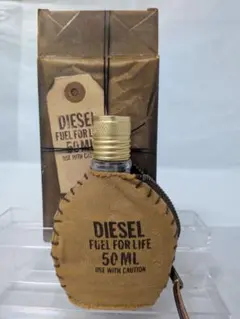 DIESEL
FUEL FOR LIFE
50 ML
USE WITH CAUTION
DIESEL
FUEL FOR LIFE
50 ML
USE WITH CAUTION